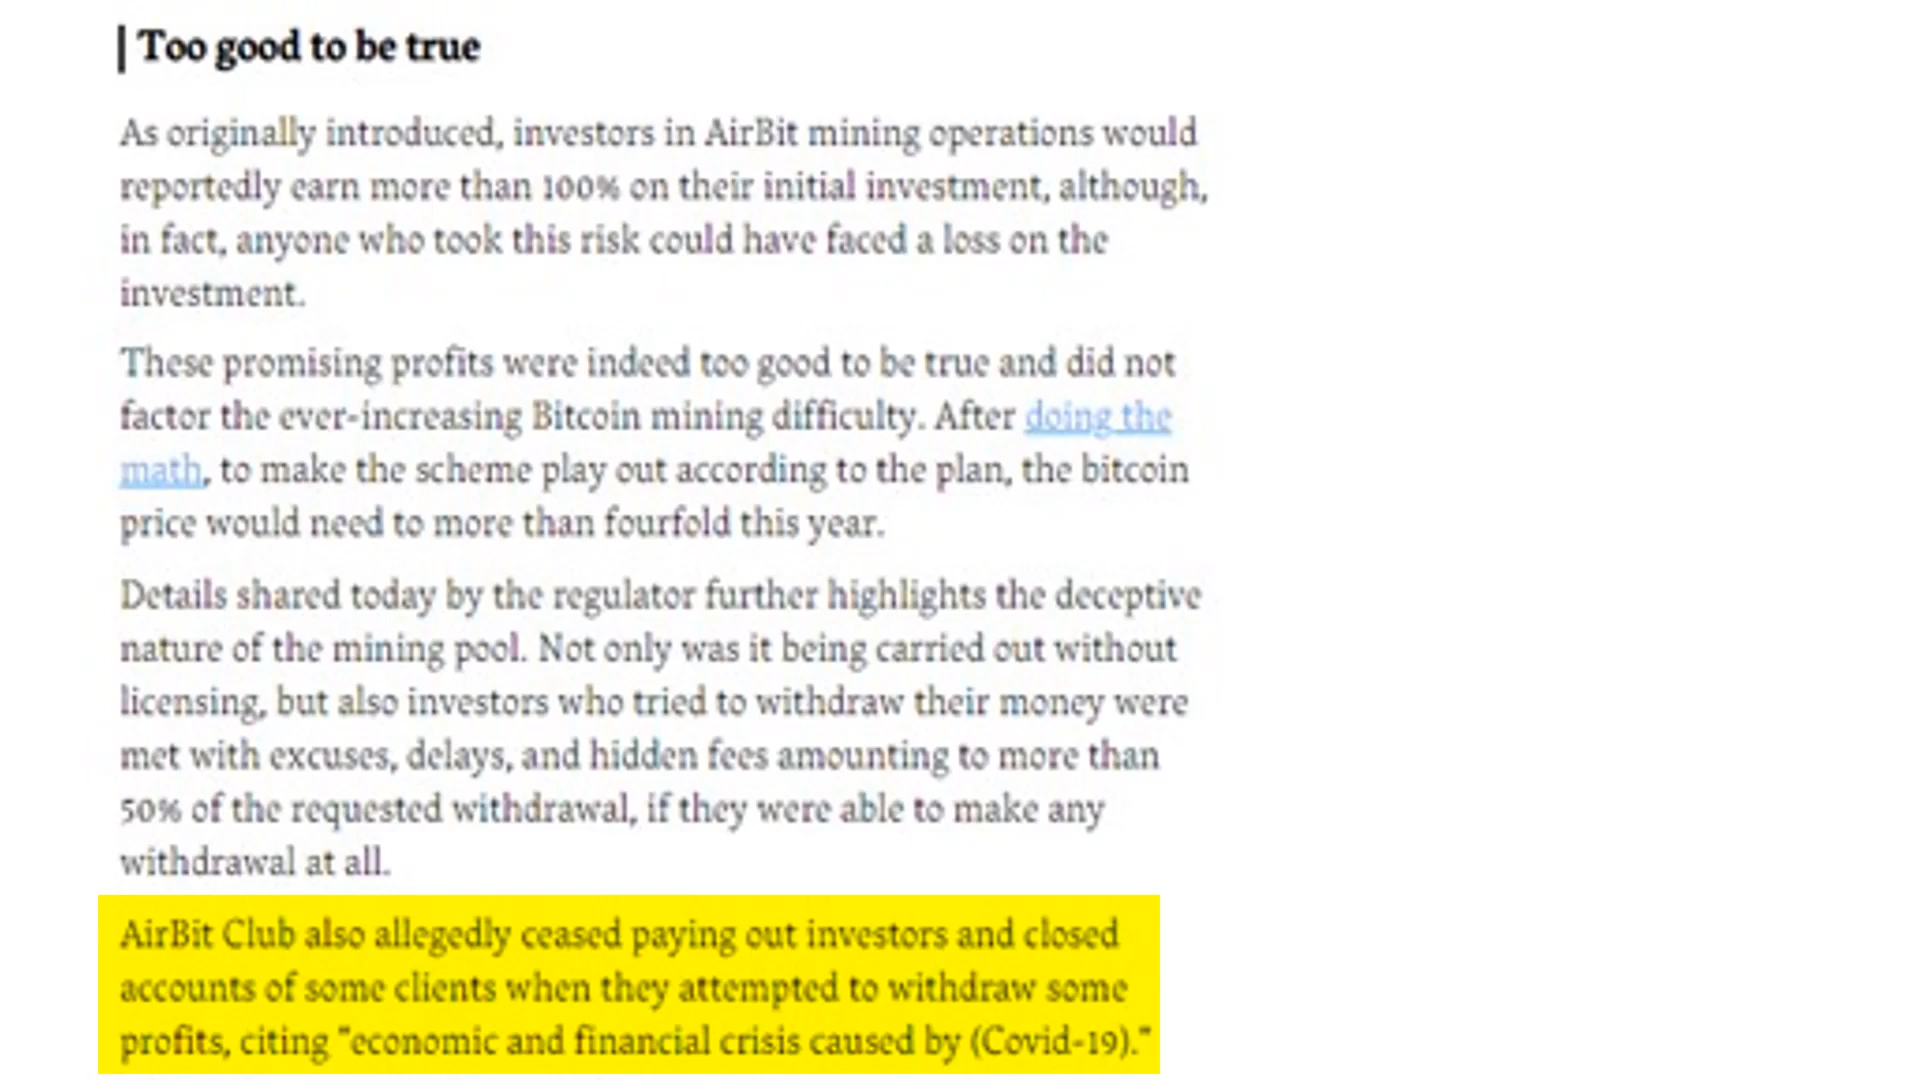 Too good to be true
As originally introduced, investors in AirBit mining operations would
reportedly earn more than 100% on their initial investment, although,
in fact, anyone who took this risk could have faced a loss on the
investment.
These promising profits were indeed too good to be true and did not
factor the ever-increasing Bitcoin mining difficulty. After doing the
math, to make the scheme play out according to the plan, the bitcoin
price would need to more than fourfold this year.
Details shared today by the regulator further highlights the deceptive
nature of the mining pool. Not only was it being carried out without
licensing, but also investors who tried to withdraw their money were
met with excuses, delays, and hidden fees amounting to more than
50% of the requested withdrawal, if they were able to make any
withdrawal at all.
AirBit Club also allegedly ceased paying out investors and closed
accounts of some clients when they attempted to withdraw some
profits, citing "economic and financial crisis caused by (Covid-19)."